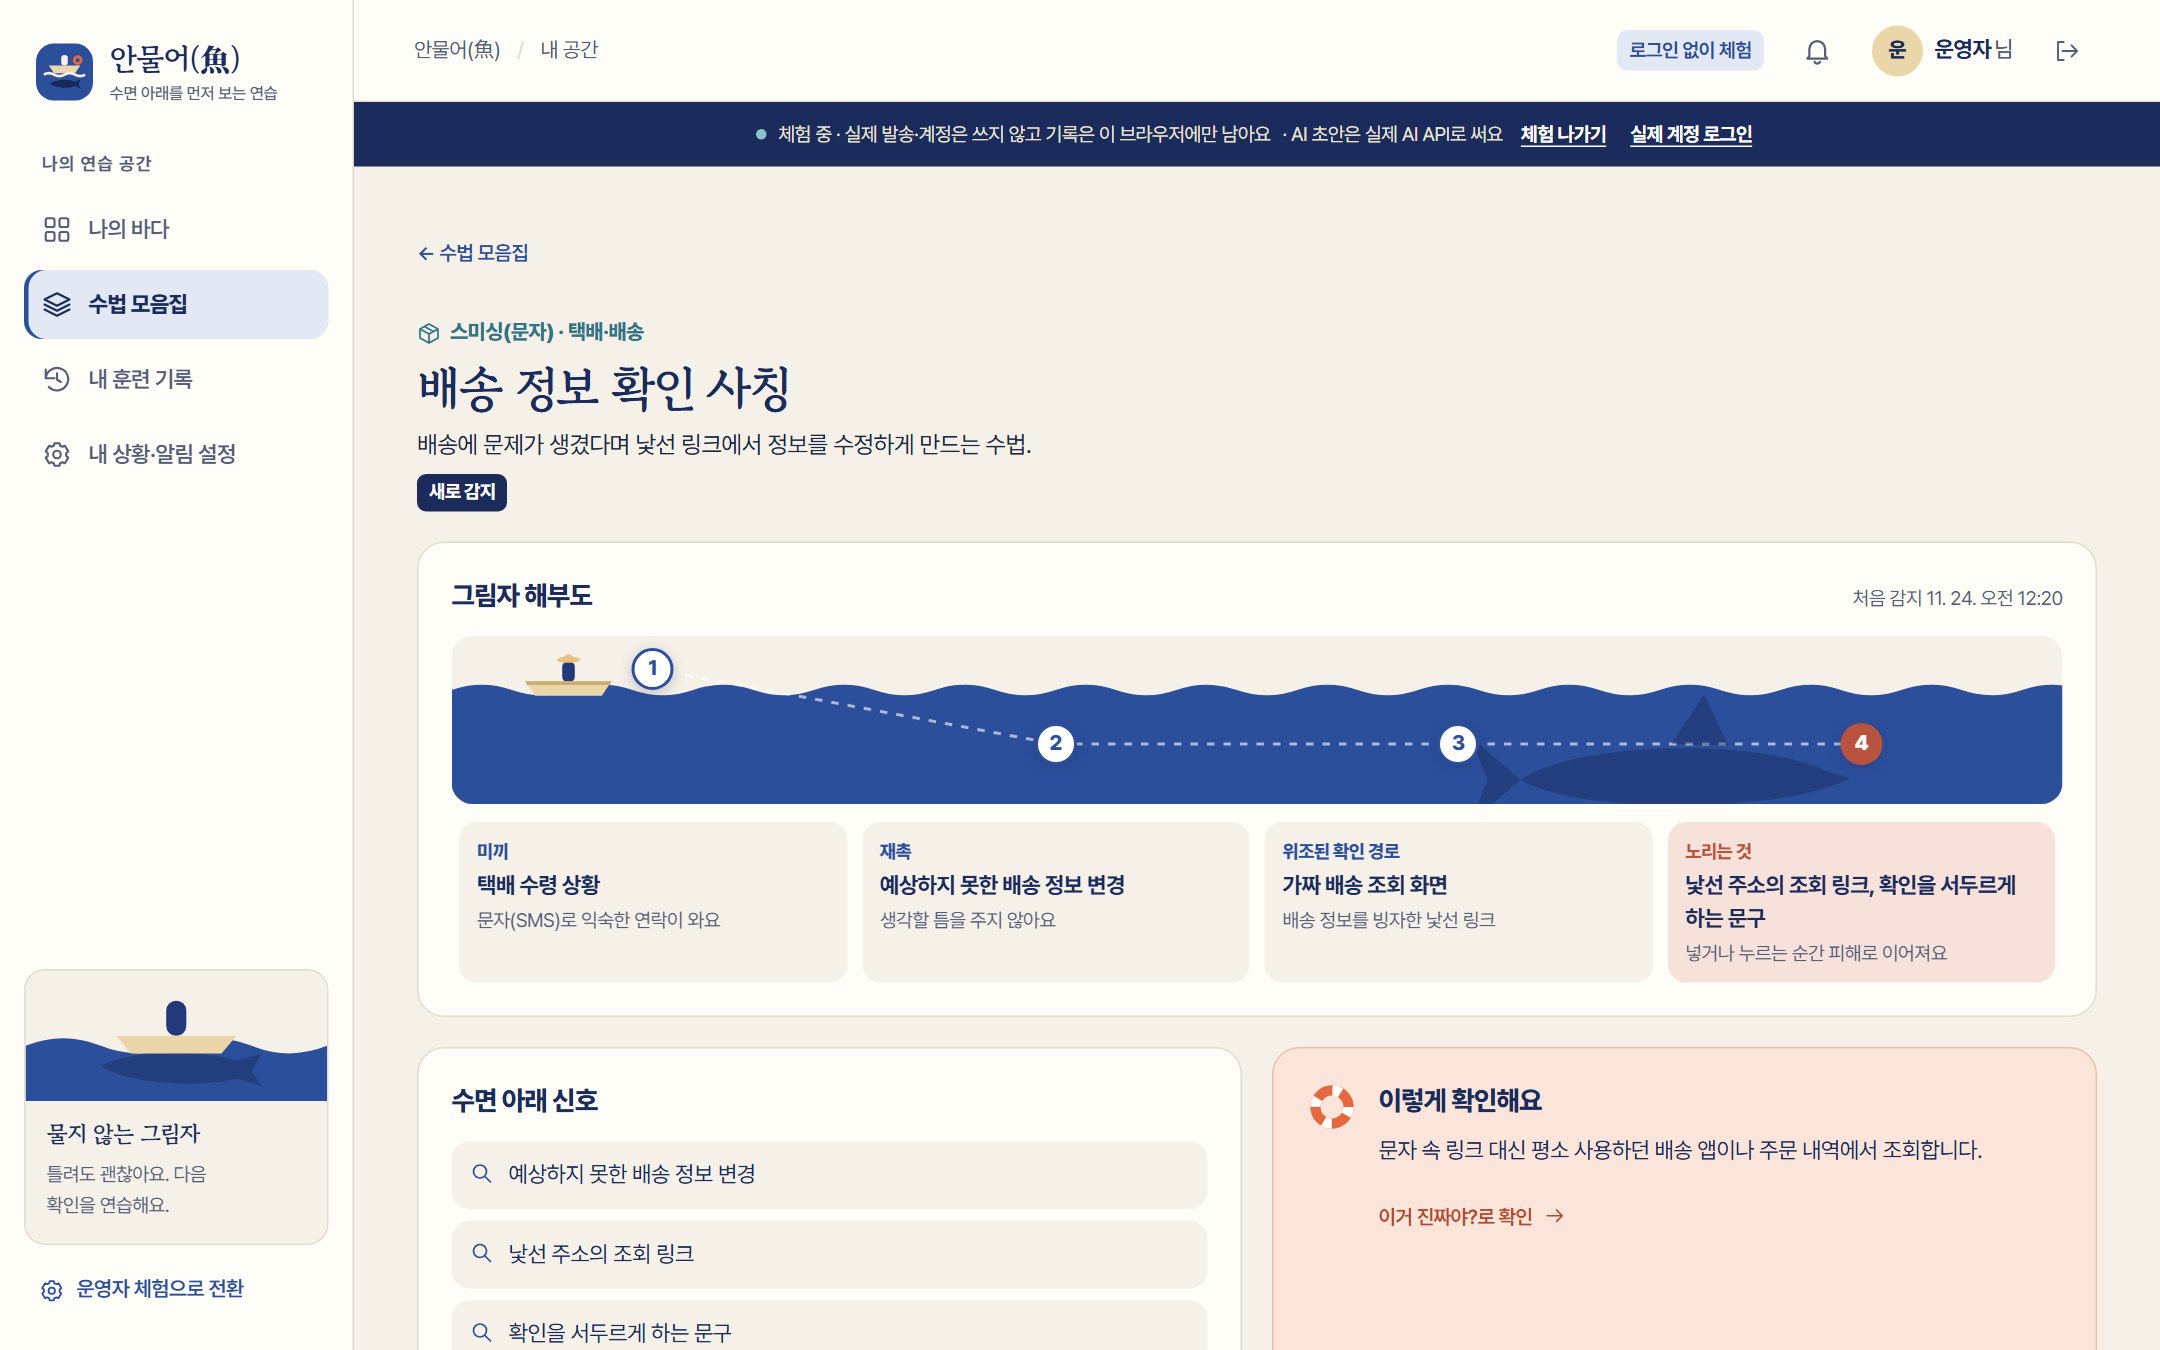 안물어(魚)
수면 아래를 먼저 보는 연습
나의 연습 공간
나의 바다
수법 모음집
내 훈련 기록
내 상황·알림 설정
물지 않는 그림자
틀려도 괜찮아요. 다음
확인을 연습해요.
운영자 체험으로 전환
안물어(魚) / 내 공간
로그인 없이 체험
운 운영자님
체험 중 · 실제 발송·계정은 쓰지 않고 기록은 이 브라우저에만 남아요 · AI 초안은 실제 AI API로 써요 체험 나가기 실제 계정 로그인
← 수법 모음집
스미싱(문자) · 택배·배송
배송 정보 확인 사칭
배송에 문제가 생겼다며 낯선 링크에서 정보를 수정하게 만드는 수법.
새로 감지
그림자 해부도
처음 감지 11. 24. 오전 12:20
1
2
3
4
미끼
택배 수령 상황
문자(SMS)로 익숙한 연락이 와요
재촉
예상하지 못한 배송 정보 변경
생각할 틈을 주지 않아요
위조된 확인 경로
가짜 배송 조회 화면
배송 정보를 빙자한 낯선 링크
노리는 것
낯선 주소의 조회 링크, 확인을 서두르게
하는 문구
넣거나 누르는 순간 피해로 이어져요
수면 아래 신호
예상하지 못한 배송 정보 변경
낯선 주소의 조회 링크
확인을 서두르게 하는 문구
이렇게 확인해요
문자 속 링크 대신 평소 사용하던 배송 앱이나 주문 내역에서 조회합니다.
이거 진짜야?로 확인 →